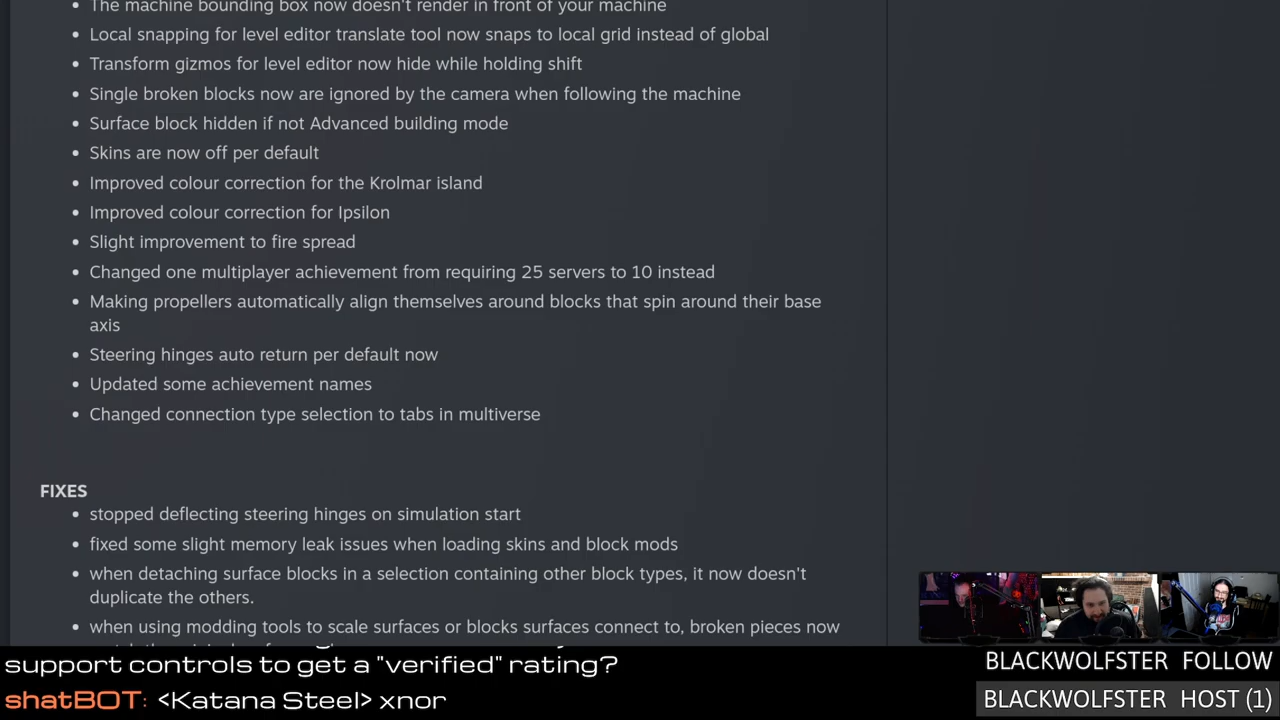 The machine bounding box now doesn't render in front of your machine
Local snapping for level editor translate tool now snaps to local grid instead of global
Transform gizmos for level editor now hide while holding shift
Single broken blocks now are ignored by the camera when following the machine
Surface block hidden if not Advanced building mode
Skins are now off per default
Improved colour correction for the Krolmar island
Improved colour correction for Ipsilon
Slight improvement to fire spread
Changed one multiplayer achievement from requiring 25 servers to 10 instead
Making propellers automatically align themselves around blocks that spin around their base
axis
Steering hinges auto return per default now
Updated some achievement names
Changed connection type selection to tabs in multiverse
FIXES
stopped deflecting steering hinges on simulation start
fixed some slight memory leak issues when loading skins and block mods
when detaching surface blocks in a selection containing other block types, it now doesn't
duplicate the others.
when using modding tools to scale surfaces or blocks surfaces connect to, broken pieces now
support controls to get a "verified" rating?
shatBOT: <Katana Steel> xnor
BLACKWOLFSTER FOLLOW
BLACKWOLFSTER HOST (1)